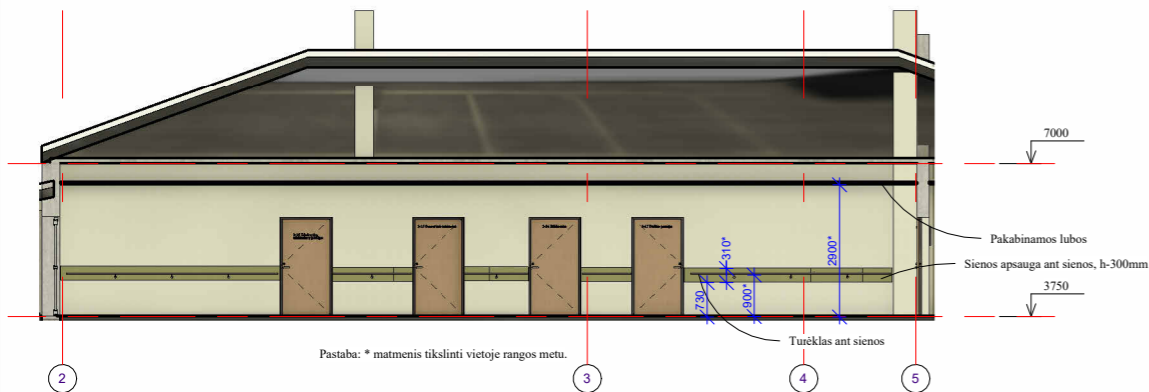 7000
Pakabinamos lubos
2900*
310*
Sienos apsauga ant sienos, h-300mm
3750
730
900*
Turėklas ant sienos
Pastaba: * matmenis tikslinti vietoje rangos metu.
2
3
4
5